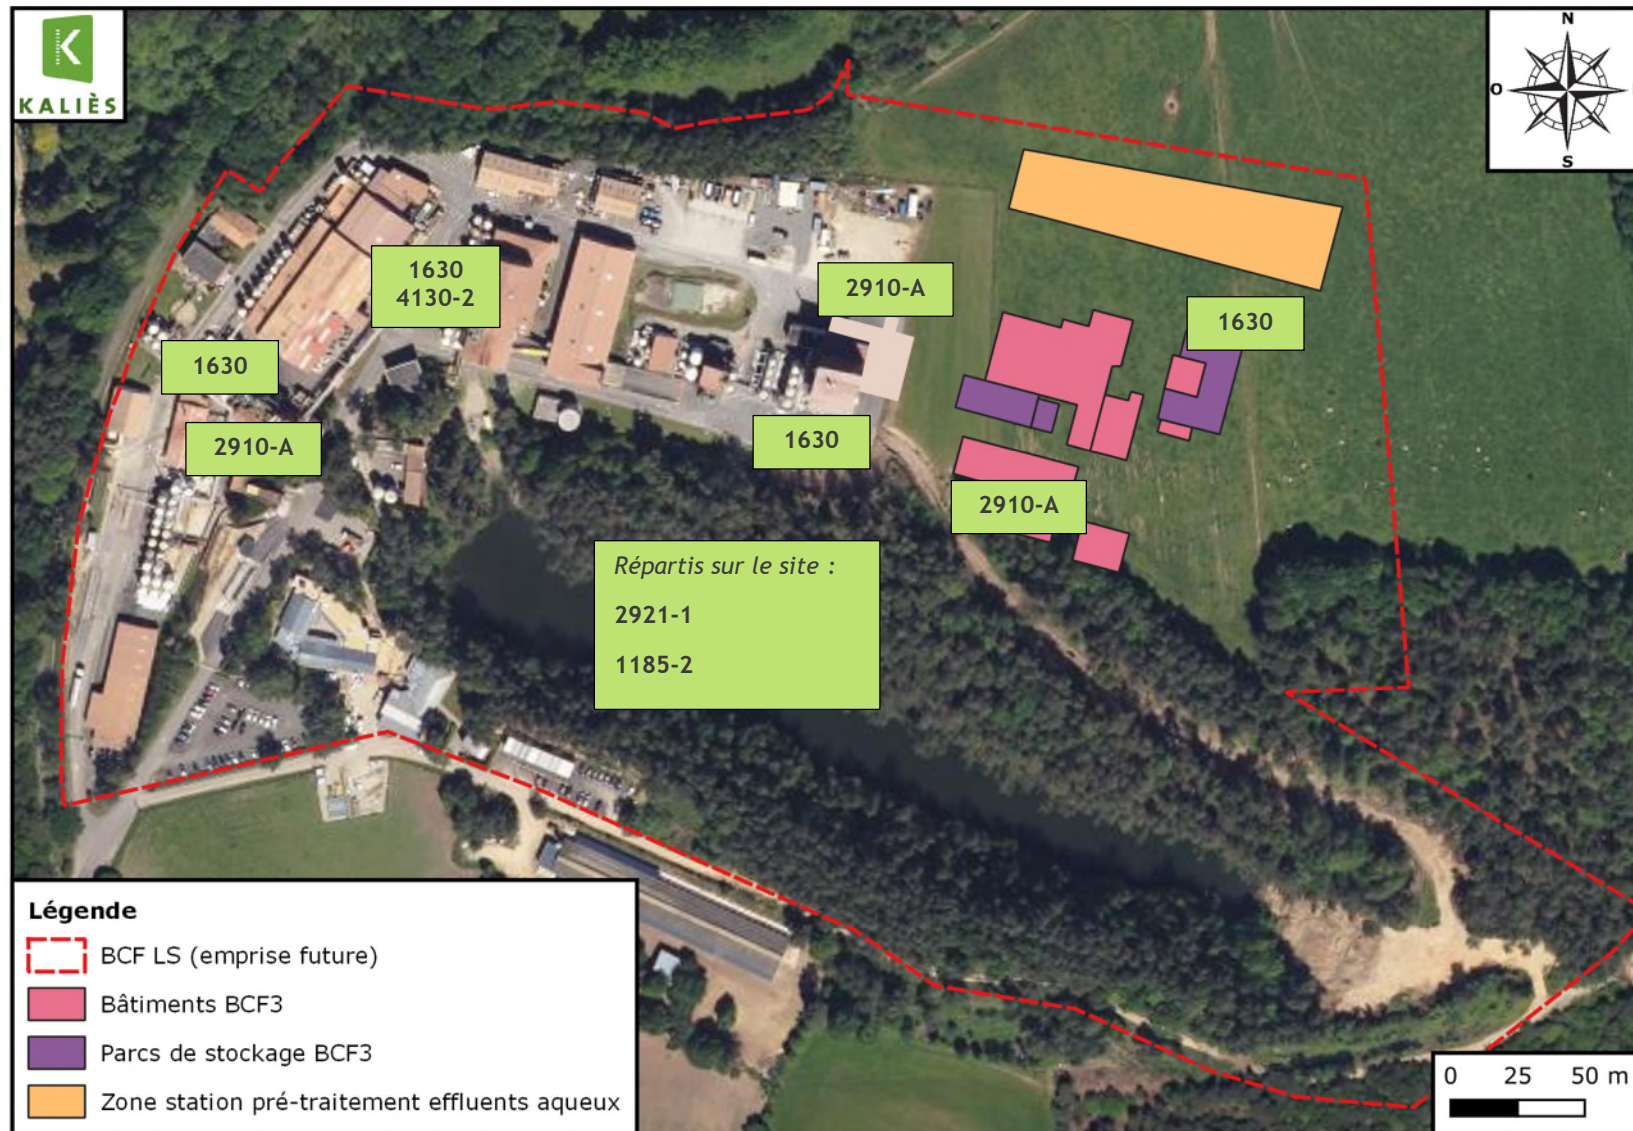 KALIÈS
N
O
S
1630
4130-2
2910-A
1630
1630
2910-A
1630
2910-A
Répartis sur le site :
2921-1
1185-2
Légende
BCF LS (emprise future)
Bâtiments BCF3
Parcs de stockage BCF3
Zone station pré-traitement effluents aqueux
0 25 50 m